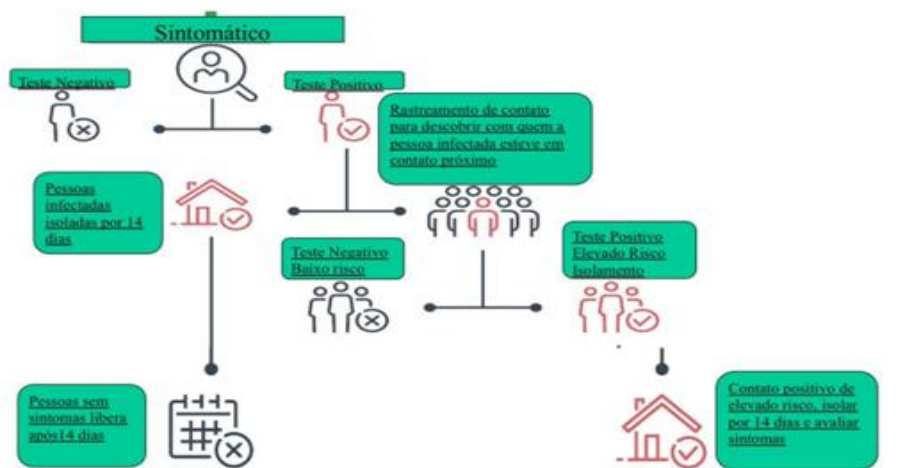 Sintomático
Teste Negativo
Teste Positivo
Rastreamento de contato
para descobrir com quem a
pessoa infectada esteve em
contato próximo
Pessoas
infectadas
isoladas por 14
dias
Teste Negativo
Baixo risco
Teste Positivo
Elevado Risco
Isolamento
Pessoas sem
sintomas libera
após14 dias
Contato positivo de
elevado risco, isolar
por 14 dias e avaliar
sintomas